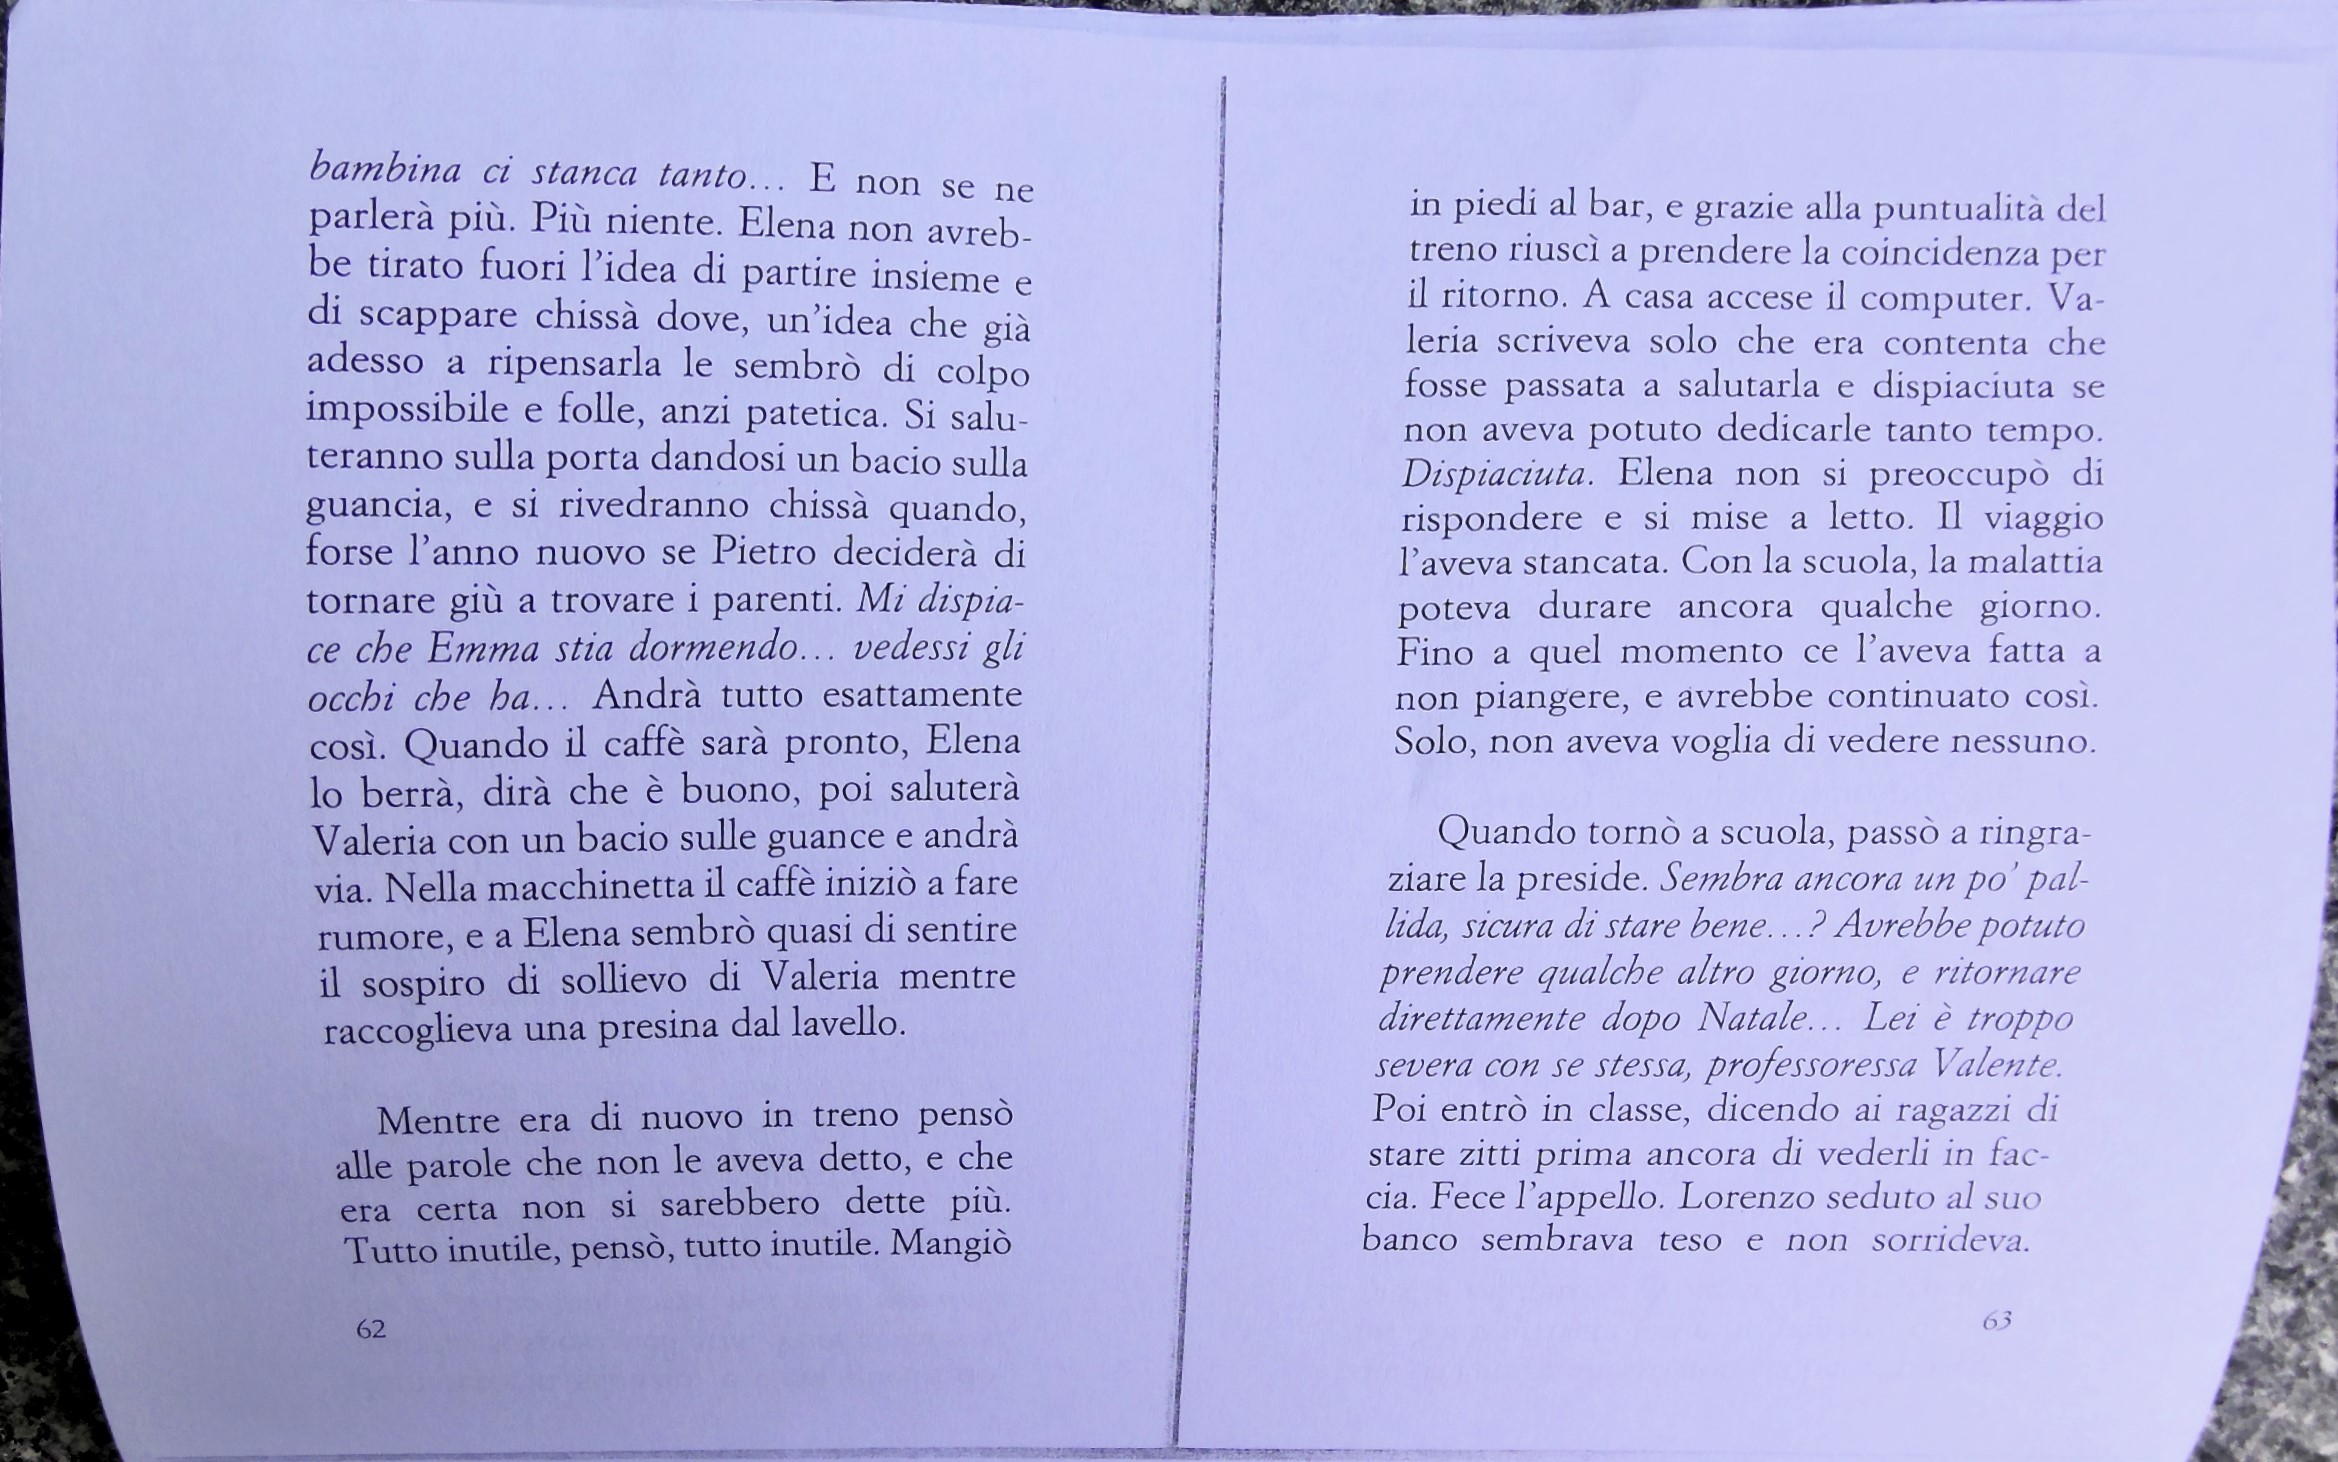 bambina ci stanca tanto... E non se ne
parlerà più. Più niente. Elena non avreb-
be tirato fuori l'idea di partire insieme e
di scappare chissà dove, un'idea che già
adesso a ripensarla le sembrò di colpo
impossibile e folle, anzi patetica. Si salu-
teranno sulla porta dandosi un bacio sulla
guancia, e si rivedranno chissà quando,
forse l'anno nuovo se Pietro deciderà di
tornare giù a trovare i parenti. Mi dispia-
ce che Emma stia dormendo... vedessi gli
occhi che ha... Andrà tutto esattamente
così. Quando il caffè sarà pronto, Elena
lo berrà, dirà che è buono, poi saluterà
Valeria con un bacio sulle guance e andrà
via. Nella macchinetta il caffè iniziò a fare
rumore, e a Elena sembrò quasi di sentire
il sospiro di sollievo di Valeria mentre
raccoglieva una presina dal lavello.
Mentre era di nuovo in treno pensò
alle parole che non le aveva detto, e che
era certa non si sarebbero dette più.
Tutto inutile, pensò, tutto inutile. Mangiò
62
in piedi al bar, e grazie alla puntualità del
treno riuscì a prendere la coincidenza per
il ritorno. A casa accese il computer. Va-
leria scriveva solo che era contenta che
fosse passata a salutarla e dispiaciuta se
non aveva potuto dedicarle tanto tempo.
Dispiaciuta. Elena non si preoccupò di
rispondere e si mise a letto. Il viaggio
l'aveva stancata. Con la scuola, la malattia
poteva durare ancora qualche giorno.
Fino a quel momento ce l'aveva fatta a
non piangere, e avrebbe continuato così.
Solo, non aveva voglia di vedere nessuno.
Quando tornò a scuola, passò a ringra-
ziare la preside. Sembra ancora un po' pal-
lida, sicura di stare bene...? Avrebbe potuto
prendere qualche altro giorno, e ritornare
direttamente dopo Natale... Lei è troppo
severa con se stessa, professoressa Valente.
Poi entrò in classe, dicendo ai ragazzi di
stare zitti prima ancora di vederli in fac-
cia. Fece l'appello. Lorenzo seduto al suo
banco sembrava teso e non sorrideva.
63